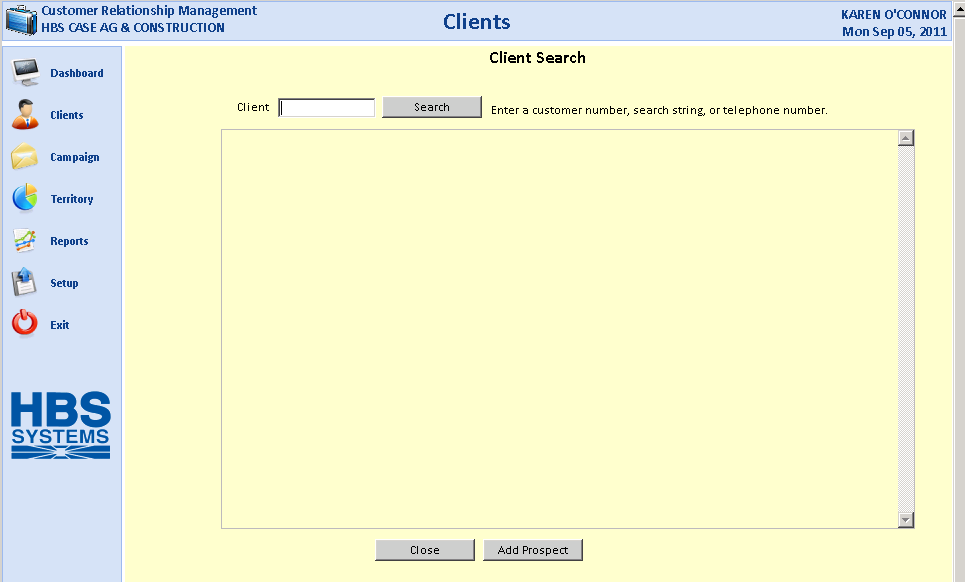 Customer Relationship Management
HBS CASE AG & CONSTRUCTION
Clients
KAREN O'CONNOR
Mon Sep 05, 2011
Dashboard
Clients
Campaign
Territory
Reports
Setup
Exit
HBS
SYSTEMS
Client Search
Client
Search
Enter a customer number, search string, or telephone number.
Close
Add Prospect